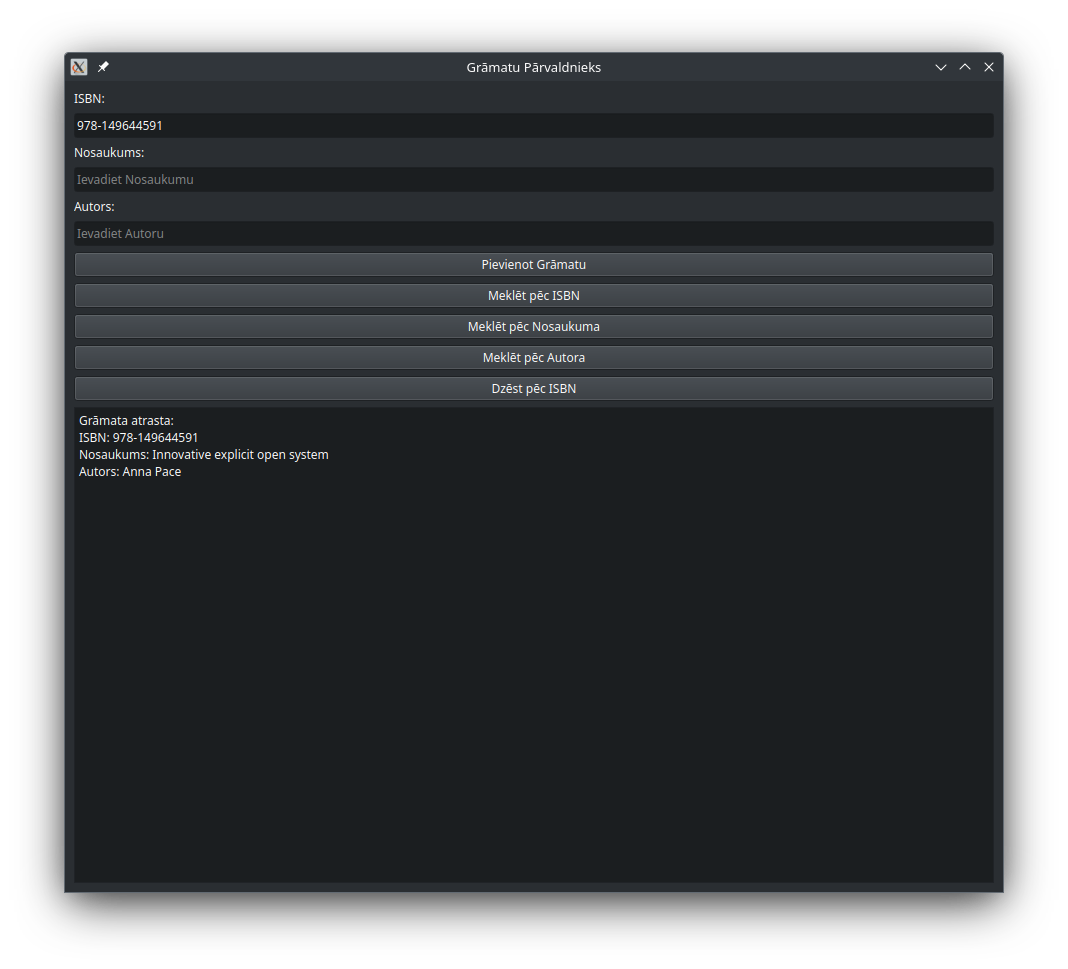 Grāmatu Pārvaldnieks
ISBN:
978-149644591
Nosaukums:
Ievadiet Nosaukumu
Autors:
Ievadiet Autoru
Pievienot Grāmatu
Meklēt pēc ISBN
Meklēt pēc Nosaukuma
Meklēt pēc Autora
Dzēst pēc ISBN
Grāmata atrasta:
ISBN: 978-149644591
Nosaukums: Innovative explicit open system
Autors: Anna Pace